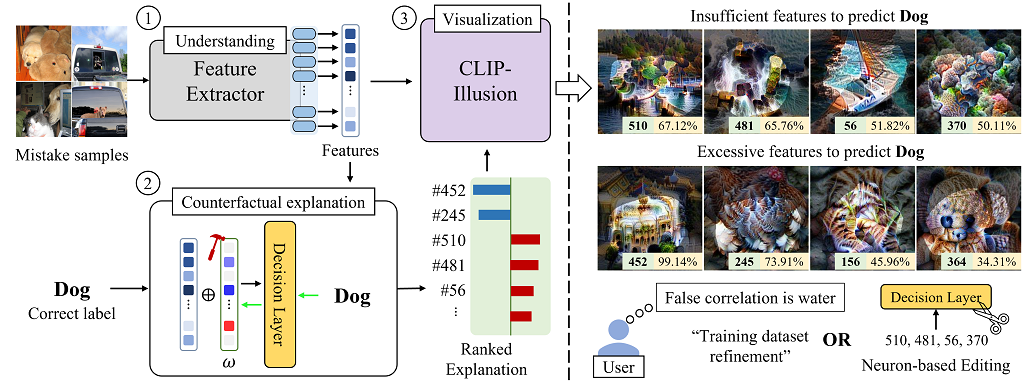 1
Understanding
Feature
Extractor
Mistake samples
Features
3
Visualization
CLIP-
Illusion
2
Counterfactual explanation
Dog
Correct label
⊕
ω
Decision Layer
Dog
#452
#245
#510
#481
#56
Ranked
Explanation
Insufficient features to predict Dog
510 67.12%
481 65.76%
56 51.82%
370 50.11%
Excessive features to predict Dog
452 99.14%
245 73.91%
156 45.96%
364 34.31%
False correlation is water
User
“Training dataset
refinement”
OR
Decision Layer
510, 481, 56, 370
Neuron-based Editing